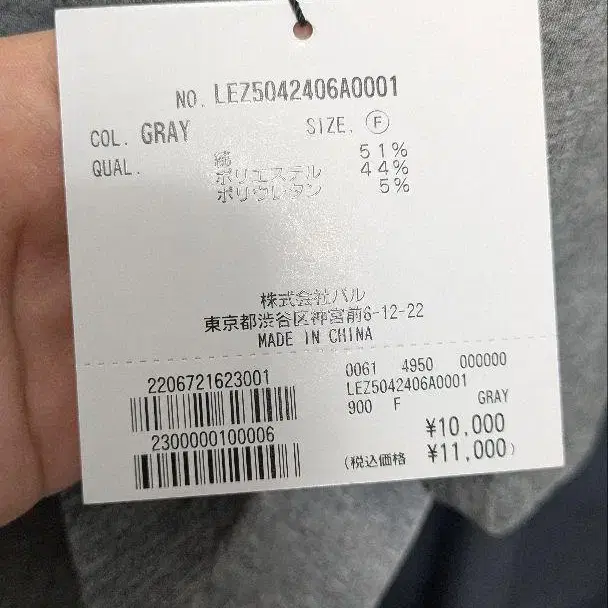 NO. LEZ5042406A0001
COL. GRAY SIZE. F
QUAL. 綿 51%
ポリエステル 44%
ポリウレタン 5%
株式会社パル
東京都渋谷区神宮前6-12-22
MADE IN CHINA
2206721623001
2300000100006
0061 4950 000000
LEZ5042406A0001
900 F GRAY
¥10,000
(税込価格 ¥11,000)